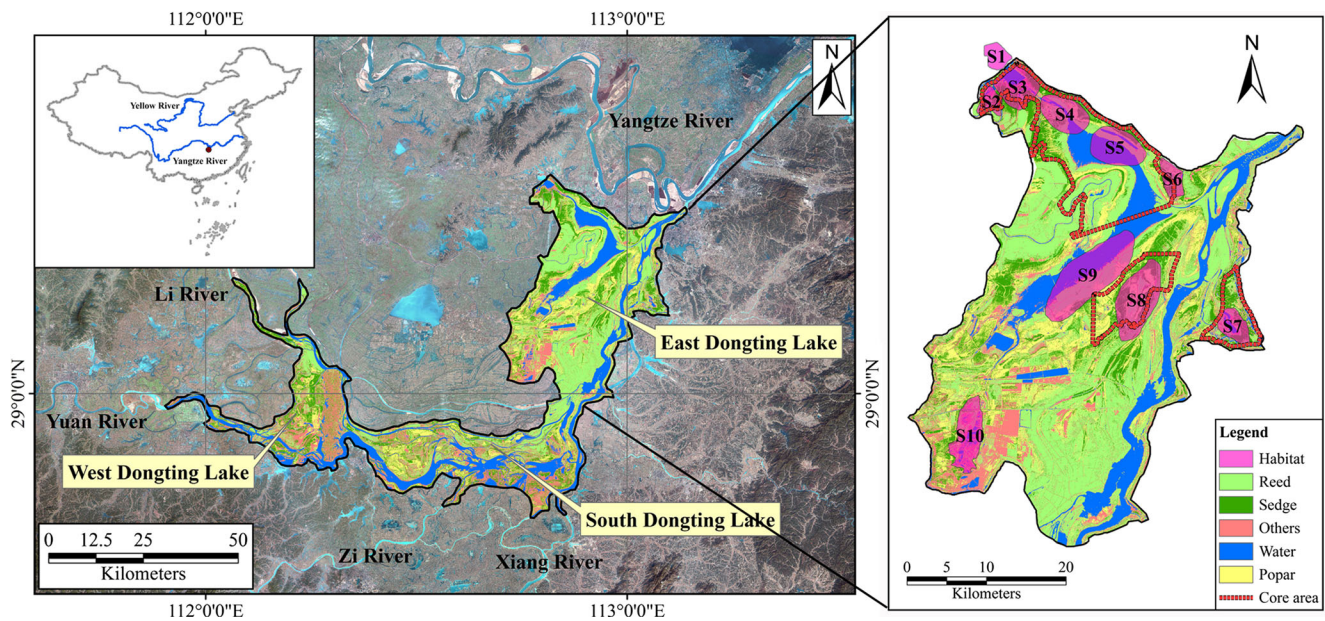 112°0'0"E
113°0'0"E
N
Yellow River
Yangtze River
Yangtze River
Li River
East Dongting Lake
29°0'N
29°0'N
Yuan River
West Dongting Lake
South Dongting Lake
Zi River
Xiang River
0 12.5 25 50
Kilometers
112°0'0"E
113°0'0"E
N
S1
S2
S3
S4
S5
S6
S9
S8
S7
S10
0 5 10 20
Kilometers
Legend
Habitat
Reed
Sedge
Others
Water
Popar
Core area